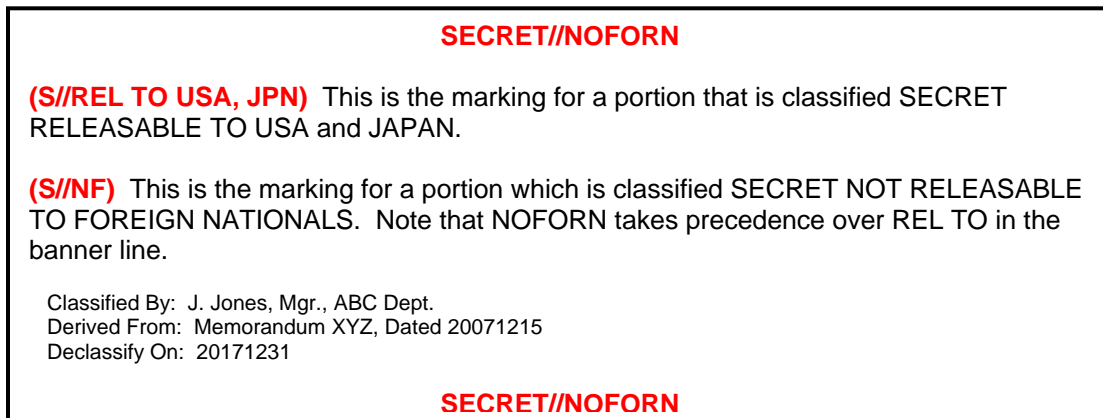 SECRET//NOFORN
(S//REL TO USA, JPN) This is the marking for a portion that is classified SECRET
RELEASABLE TO USA and JAPAN.
(S//NF) This is the marking for a portion which is classified SECRET NOT RELEASABLE
TO FOREIGN NATIONALS. Note that NOFORN takes precedence over REL TO in the
banner line.
Classified By: J. Jones, Mgr., ABC Dept.
Derived From: Memorandum XYZ, Dated 20071215
Declassify On: 20171231
SECRET//NOFORN